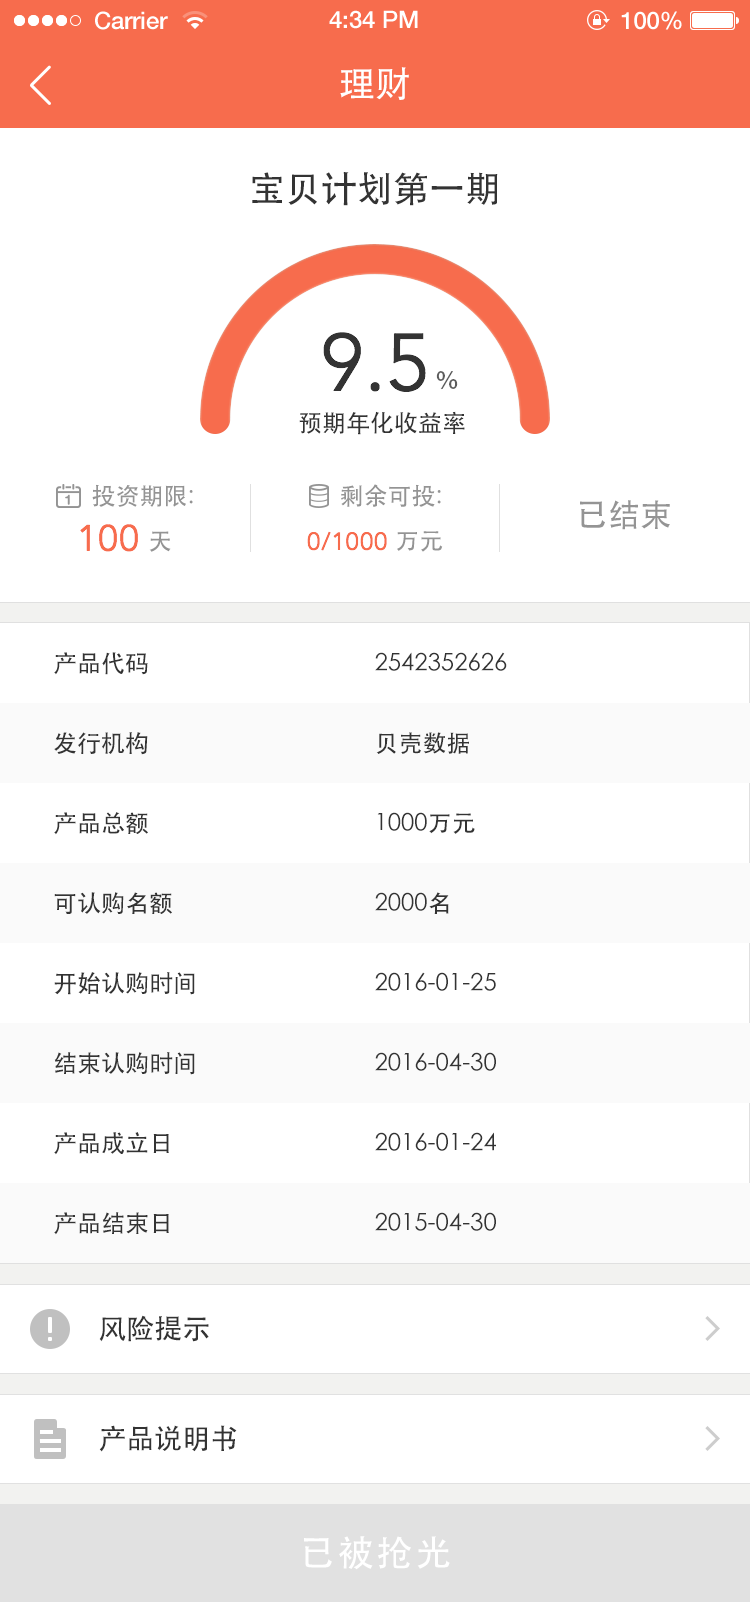 Carrier 4:34 PM 100%
理财
宝贝计划第一期
9.5%
预期年化收益率
投资期限: 剩余可投: 已结束
100 天 0/1000 万元
产品代码 2542352626
发行机构 贝壳数据
产品总额 1000万元
可认购名额 2000名
开始认购时间 2016-01-25
结束认购时间 2016-04-30
产品成立日 2016-01-24
产品结束日 2015-04-30
风险提示
产品说明书
已被抢光